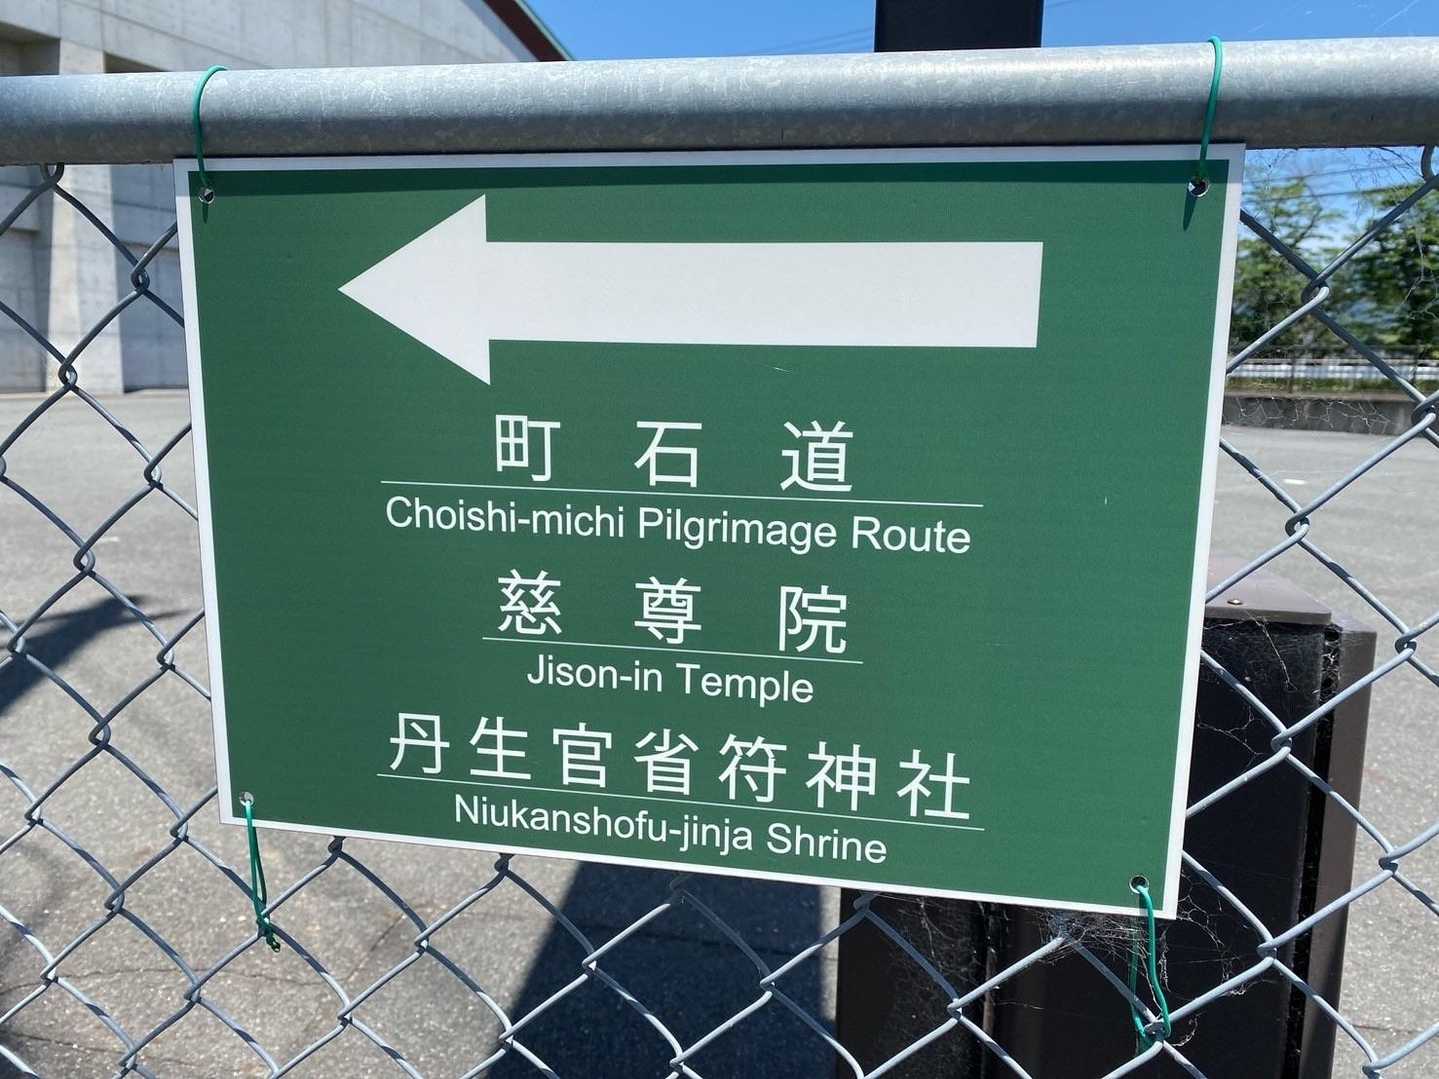 町石道
Choishi-michi Pilgrimage Route
慈尊院
Jison-in Temple
丹生官省符神社
Niukanshofu-jinja Shrine